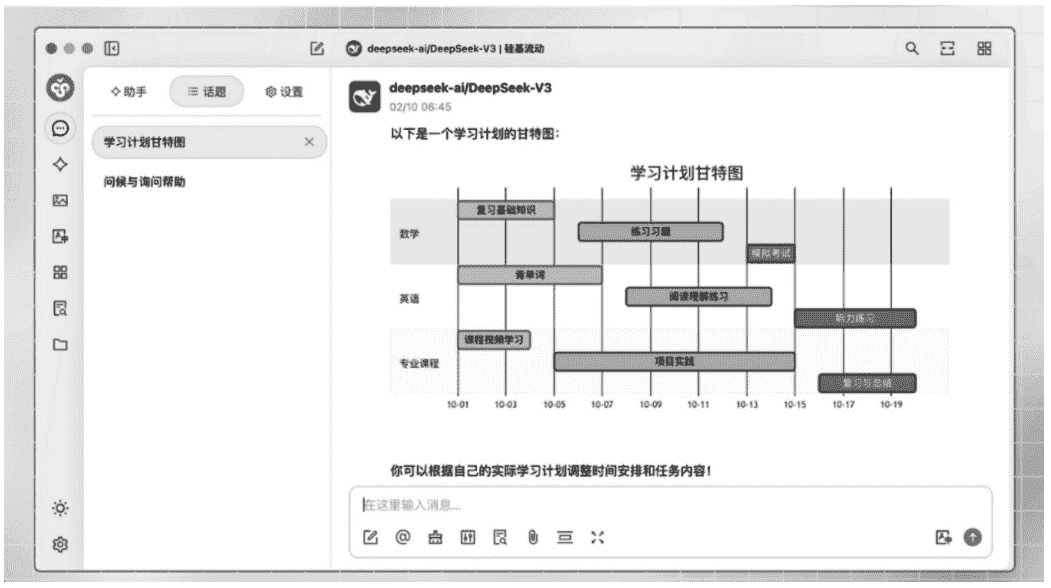 deepseek-ai/DeepSeek-V3 | 硅基流动
助手
话题
设置
学习计划甘特图
问候与询问帮助
deepseek-ai/DeepSeek-V3
02/10 06:45
以下是一个学习计划的甘特图：
学习计划甘特图
数学
复习基础知识
练习习题
模拟考试
英语
背单词
阅读理解练习
听力练习
专业课程
课程视频学习
项目实践
复习与总结
10-01 10-03 10-05 10-07 10-09 10-11 10-13 10-15 10-17 10-19
你可以根据自己的实际学习计划调整时间安排和任务内容！
在这里输入消息...